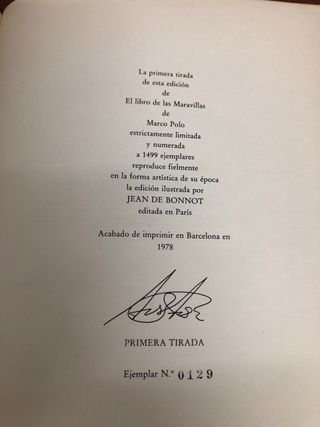 La primera tirada
de esta edición
de
El libro de las Maravillas
de
Marco Polo
estrictamente limitada
y numerada
a 1499 ejemplares
reproduce fielmente
en la forma artística de su época
la edición ilustrada por
JEAN DE BONNOT
editada en París
Acabado de imprimir en Barcelona en
1978
PRIMERA TIRADA
Ejemplar N.º 0129